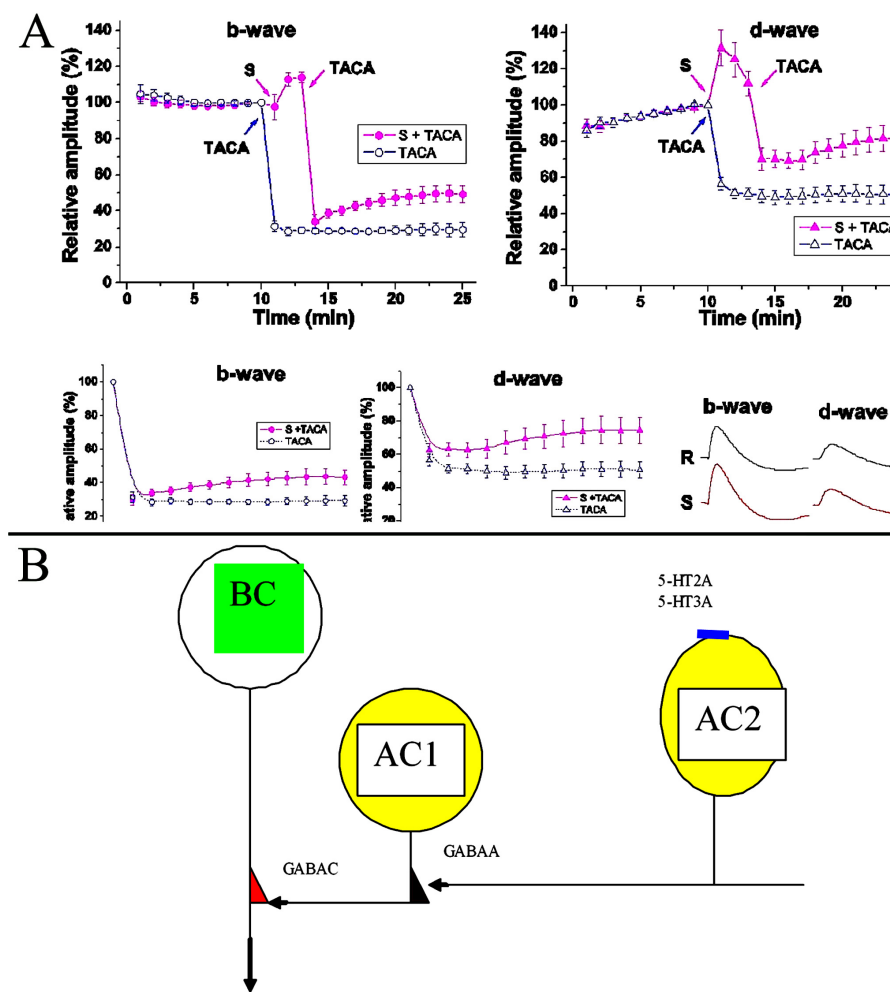 A
b-wave
Relative amplitude (%)
140
120
100
80
60
40
20
0
S
TACA
TACA
S + TACA
TACA
0
5
10
15
20
25
Time (min)
d-wave
Relative amplitude (%)
140
120
100
80
60
40
20
0
S
TACA
TACA
S + TACA
TACA
0
5
10
15
20
Time (min)
b-wave
ative amplitude (%)
100
80
60
40
20
S +TACA
TACA
d-wave
ative amplitude (%)
100
80
60
40
20
S +TACA
TACA
b-wave
d-wave
R
S
B
BC
AC1
AC2
5-HT2A
5-HT3A
GABAC
GABAA